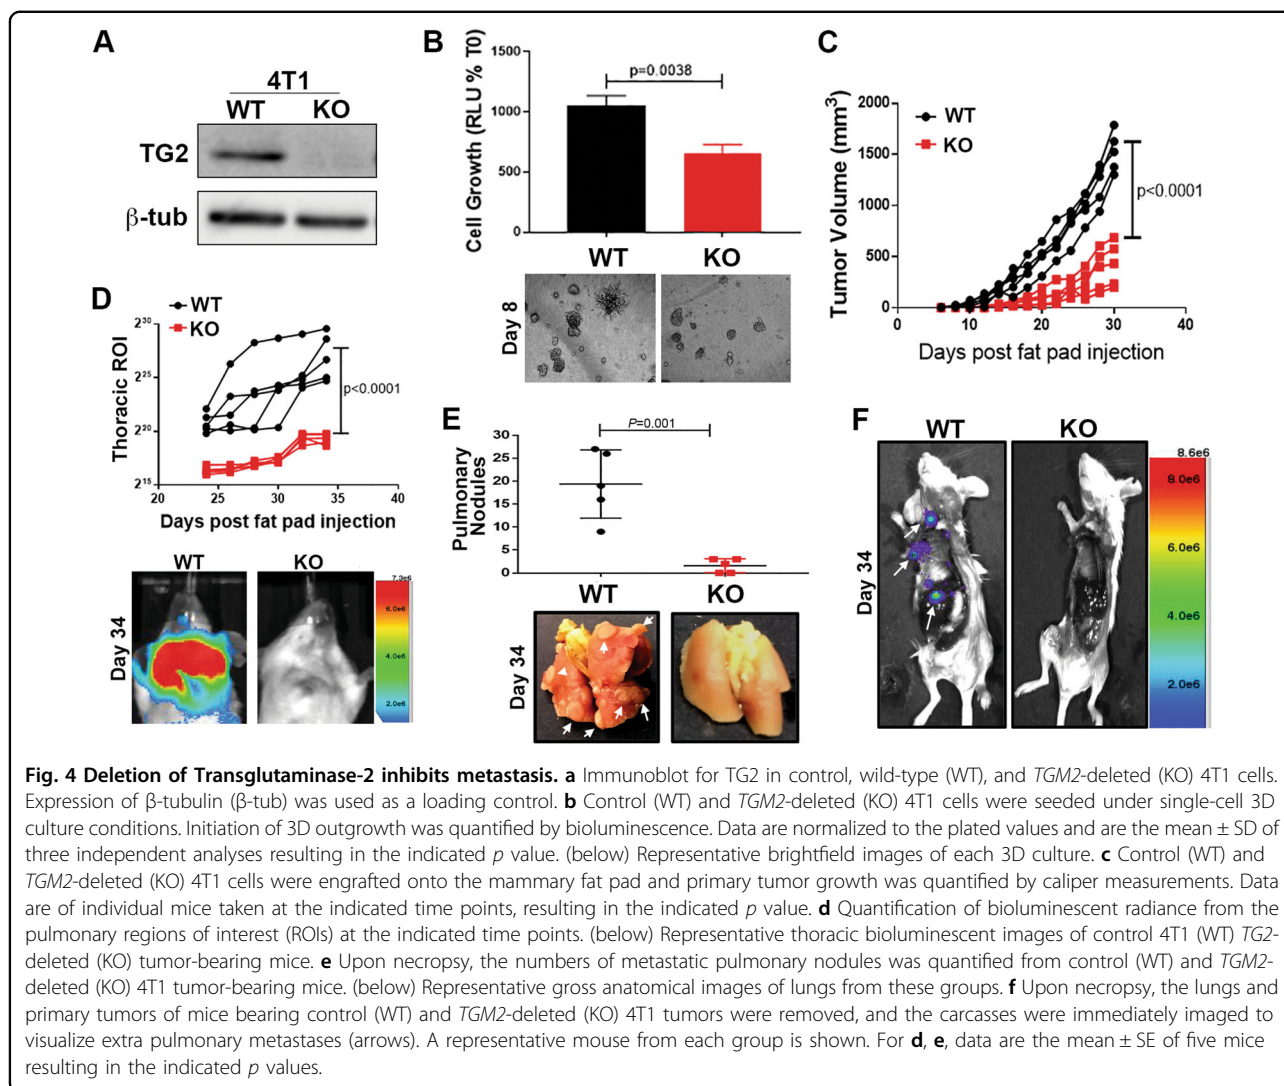 A
4T1
WT KO
TG2
β-tub
B
Cell Growth (RLU % T0)
1500
1000
500
0
p=0.0038
WT KO
Day 8
C
Tumor Volume (mm³)
2000
1500
1000
500
0
WT
KO
p<0.0001
0 10 20 30 40
Days post fat pad injection
D
WT
KO
Thoracic ROI
2^30
2^25
2^20
2^15
p<0.0001
20 25 30 35 40
Days post fat pad injection
WT KO
Day 34
7.3e6
6.0e6
4.0e6
2.0e6
E
Pulmonary
Nodules
30
25
20
15
10
5
0
P=0.001
WT KO
Day 34
F
WT KO
Day 34
8.6e6
8.0e6
6.0e6
4.0e6
2.0e6
Fig. 4 Deletion of Transglutaminase-2 inhibits metastasis. a Immunoblot for TG2 in control, wild-type (WT), and TGM2-deleted (KO) 4T1 cells.
Expression of β-tubulin (β-tub) was used as a loading control. b Control (WT) and TGM2-deleted (KO) 4T1 cells were seeded under single-cell 3D
culture conditions. Initiation of 3D outgrowth was quantified by bioluminescence. Data are normalized to the plated values and are the mean ± SD of
three independent analyses resulting in the indicated p value. (below) Representative brightfield images of each 3D culture. c Control (WT) and
TGM2-deleted (KO) 4T1 cells were engrafted onto the mammary fat pad and primary tumor growth was quantified by caliper measurements. Data
are of individual mice taken at the indicated time points, resulting in the indicated p value. d Quantification of bioluminescent radiance from the
pulmonary regions of interest (ROIs) at the indicated time points. (below) Representative thoracic bioluminescent images of control 4T1 (WT) TG2-
deleted (KO) tumor-bearing mice. e Upon necropsy, the numbers of metastatic pulmonary nodules was quantified from control (WT) and TGM2-
deleted (KO) 4T1 tumor-bearing mice. (below) Representative gross anatomical images of lungs from these groups. f Upon necropsy, the lungs and
primary tumors of mice bearing control (WT) and TGM2-deleted (KO) 4T1 tumors were removed, and the carcasses were immediately imaged to
visualize extra pulmonary metastases (arrows). A representative mouse from each group is shown. For d, e, data are the mean ± SE of five mice
resulting in the indicated p values.